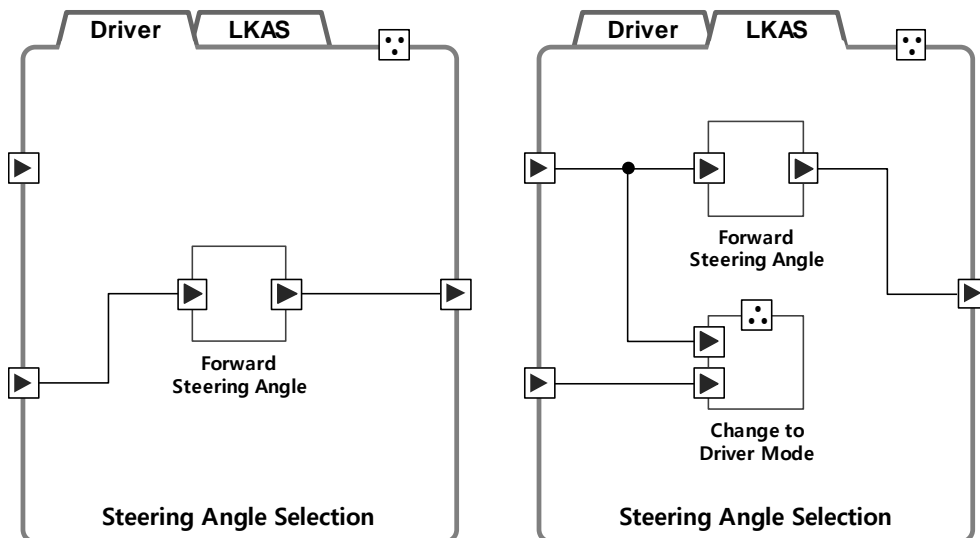 Driver LKAS
Forward
Steering Angle
Steering Angle Selection
Driver LKAS
Forward
Steering Angle
Change to
Driver Mode
Steering Angle Selection